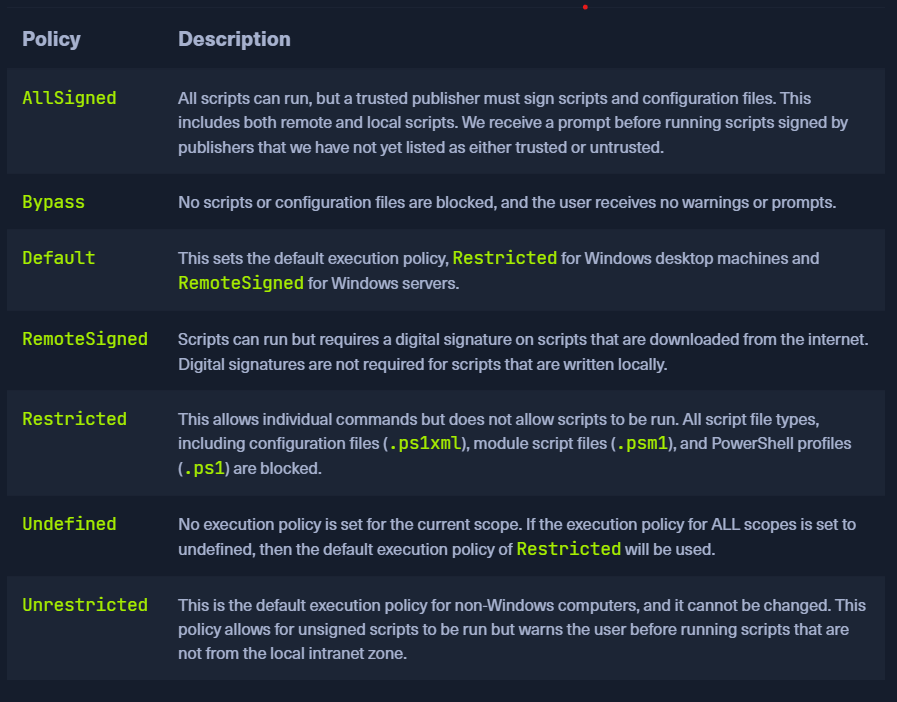 Policy Description
AllSigned All scripts can run, but a trusted publisher must sign scripts and configuration files. This
includes both remote and local scripts. We receive a prompt before running scripts signed by
publishers that we have not yet listed as either trusted or untrusted.
Bypass No scripts or configuration files are blocked, and the user receives no warnings or prompts.
Default This sets the default execution policy, Restricted for Windows desktop machines and
RemoteSigned for Windows servers.
RemoteSigned Scripts can run but requires a digital signature on scripts that are downloaded from the internet.
Digital signatures are not required for scripts that are written locally.
Restricted This allows individual commands but does not allow scripts to be run. All script file types,
including configuration files (.ps1xml), module script files (.psm1), and PowerShell profiles
(.ps1) are blocked.
Undefined No execution policy is set for the current scope. If the execution policy for ALL scopes is set to
undefined, then the default execution policy of Restricted will be used.
Unrestricted This is the default execution policy for non-Windows computers, and it cannot be changed. This
policy allows for unsigned scripts to be run but warns the user before running scripts that are
not from the local intranet zone.